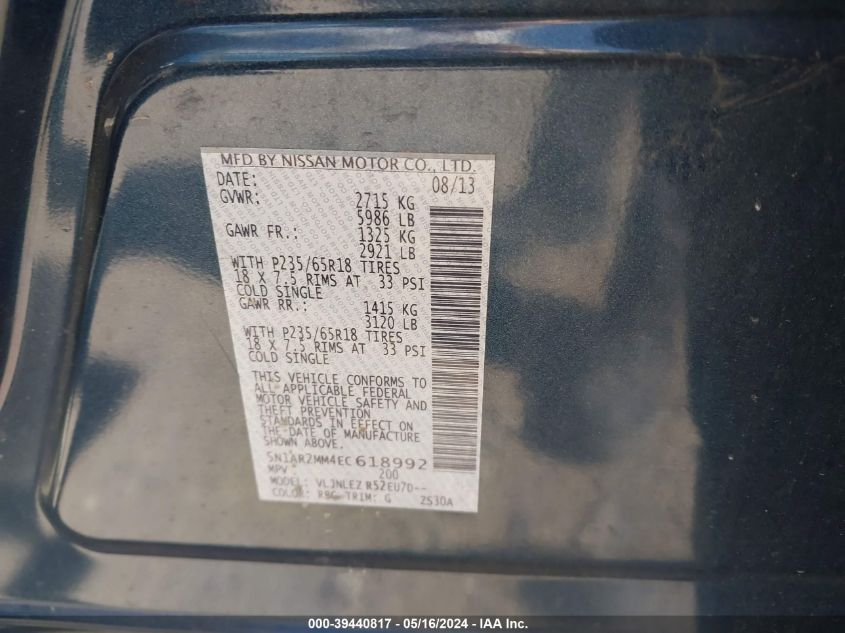 MFD BY NISSAN MOTOR CO., LTD.
DATE: 08/13
GVWR: 2715 KG
5986 LB
GAWR FR.: 1325 KG
2921 LB
WITH P235/65R18 TIRES
18 X 7.5 RIMS AT 33 PSI
COLD SINGLE
GAWR RR.: 1415 KG
3120 LB
WITH P235/65R18 TIRES
18 X 7.5 RIMS AT 33 PSI
COLD SINGLE
THIS VEHICLE CONFORMS TO
ALL APPLICABLE FEDERAL
MOTOR VEHICLE SAFETY AND
THEFT PREVENTION
STANDARDS IN EFFECT ON
THE DATE OF MANUFACTURE
SHOWN ABOVE.
5N1AR2MM4EC618992
MPV 200
MODEL: VLJNLEZ R52EU7D--
COLOR: RBG TRIM: G 2S30A
000-39440817 - 05/16/2024 - IAA Inc.